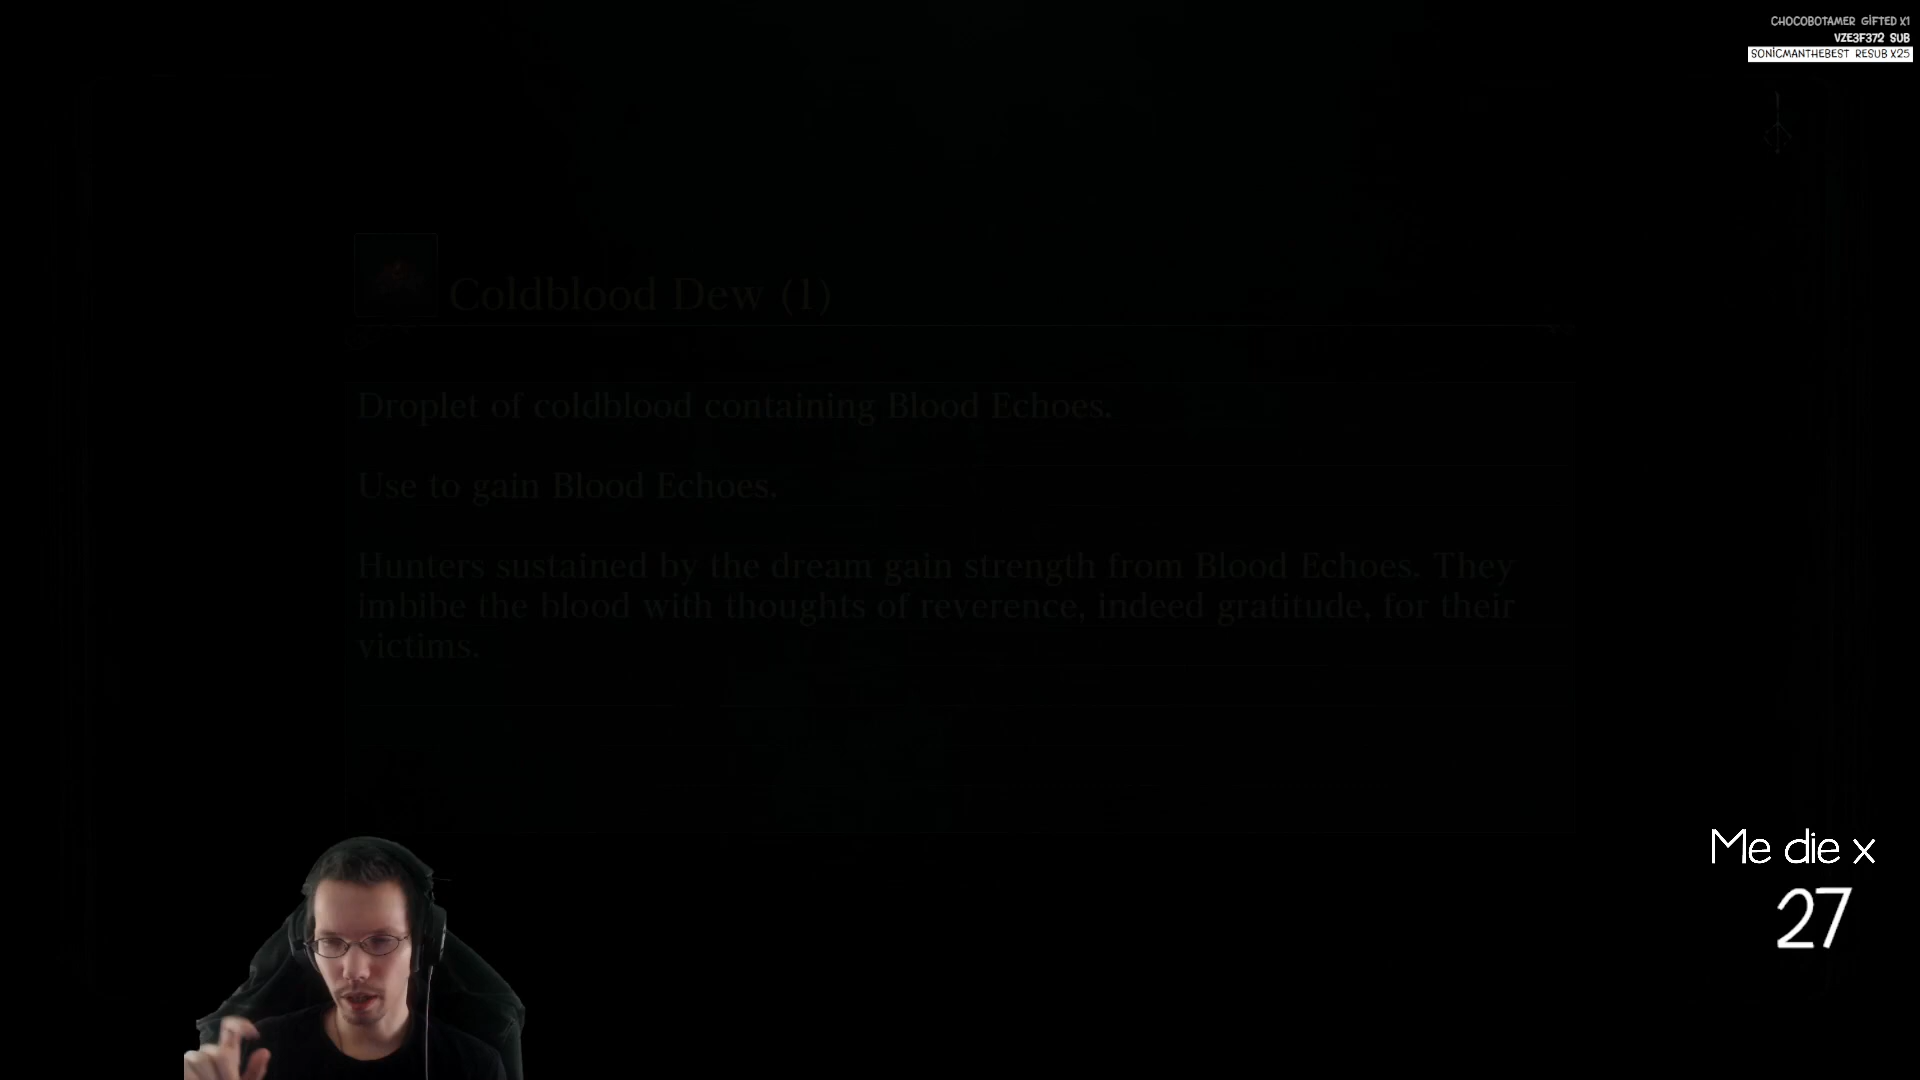 CHOCOBOTAMER GIFTED X1
VZE3F372 SUB
SONICMANTHEBEST RESUB X25
Coldblood Dew (1)
Droplet of coldblood containing Blood Echoes.
Use to gain Blood Echoes.
Hunters sustained by the dream gain strength from Blood Echoes. They
imbibe the blood with thoughts of reverence, indeed gratitude, for their
victims.
Me die x
27